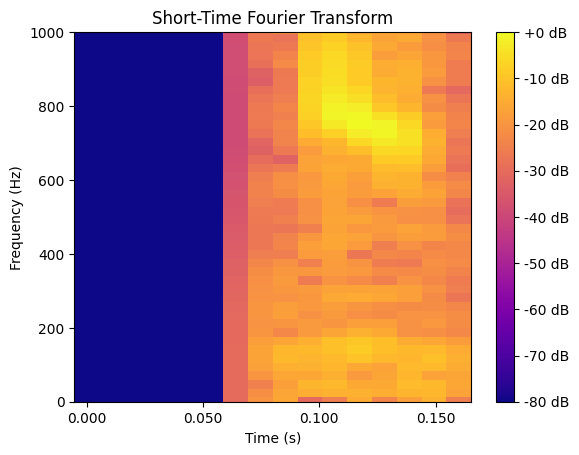 Short-Time Fourier Transform
1000
800
600
400
200
0
Frequency (Hz)
0.000
0.050
0.100
0.150
Time (s)
+0 dB
-10 dB
-20 dB
-30 dB
-40 dB
-50 dB
-60 dB
-70 dB
-80 dB